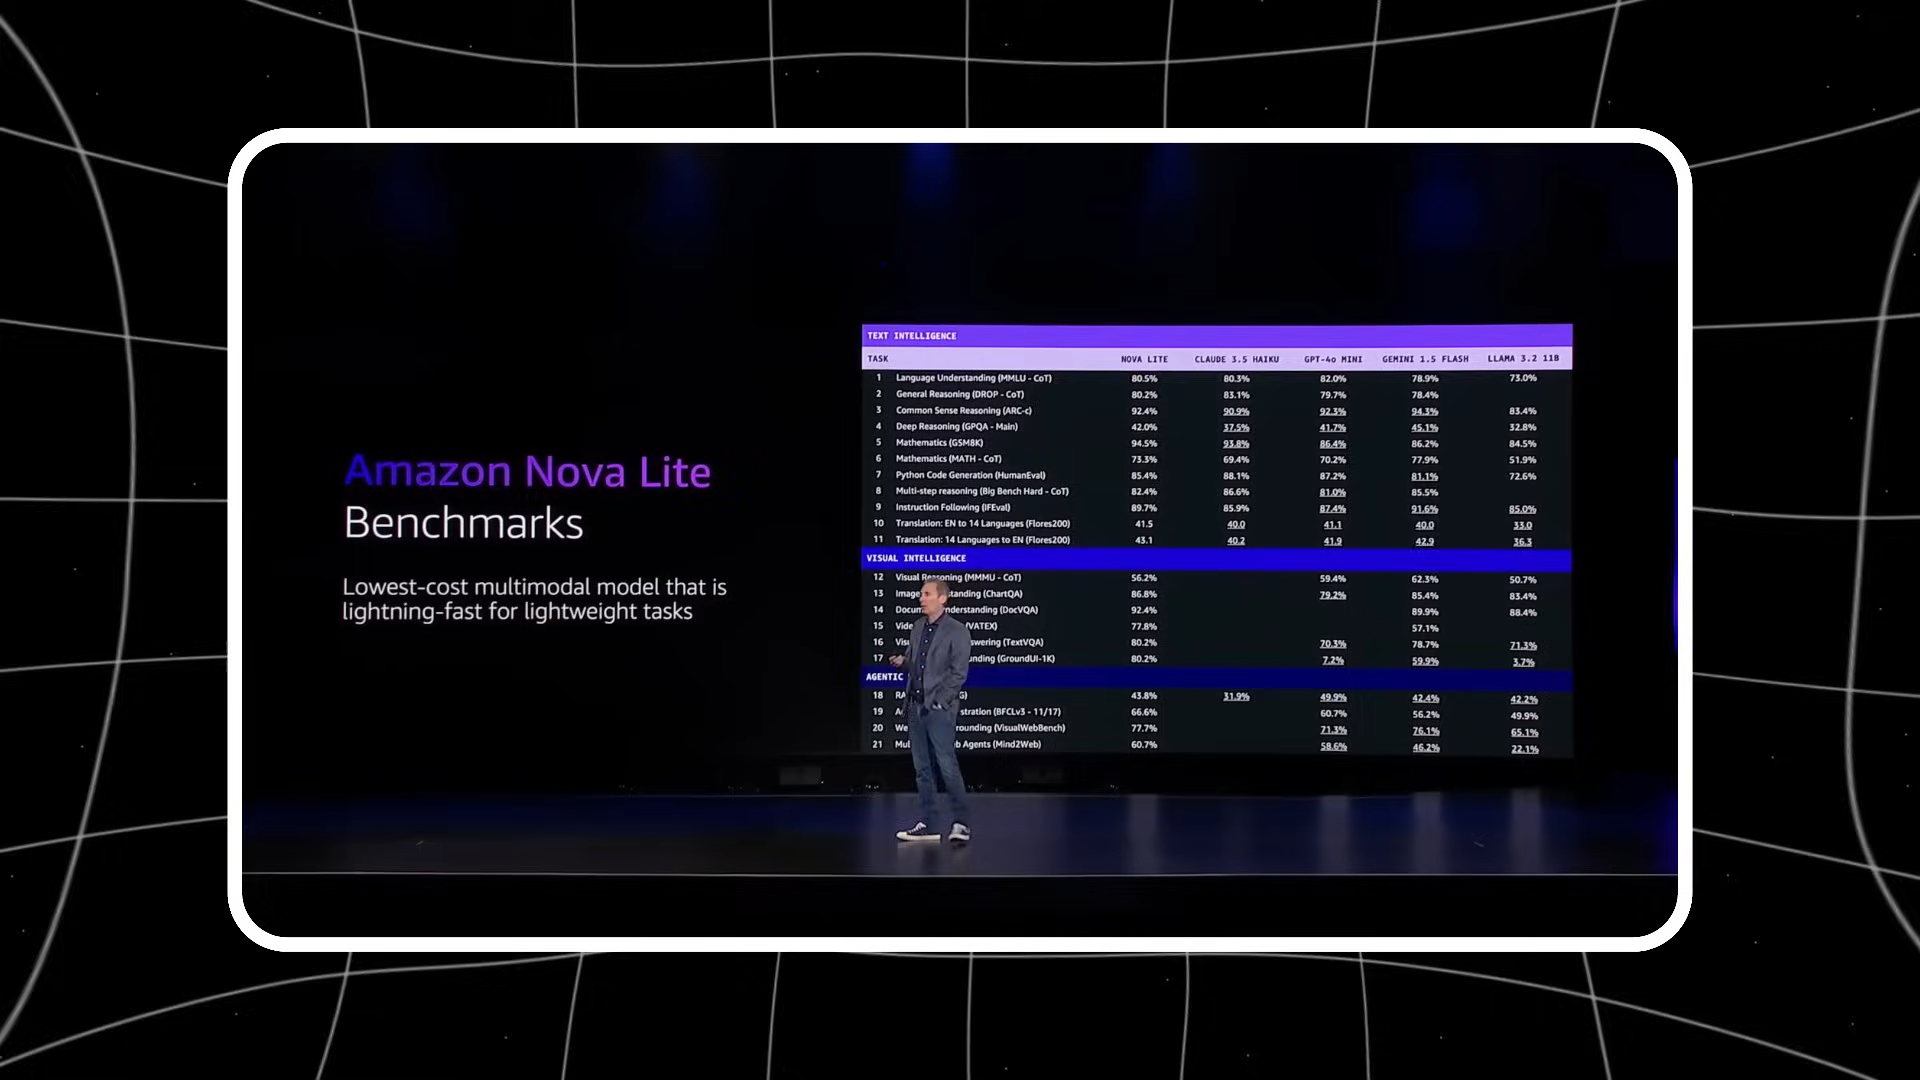 Amazon Nova Lite
Benchmarks
Lowest-cost multimodal model that is
lightning-fast for lightweight tasks
TEXT INTELLIGENCE
TASK NOVA LITE CLAUDE 3.5 HAIKU GPT-4o MINI GEMINI 1.5 FLASH LLAMA 3.2 11B
1 Language Understanding (MMLU - CoT) 80.5% 80.3% 82.0% 78.9% 73.0%
2 General Reasoning (DROP - CoT) 80.2% 83.1% 79.7% 78.4%
3 Common Sense Reasoning (ARC-c) 92.4% 90.9% 92.3% 94.3% 83.4%
4 Deep Reasoning (GPQA - Main) 42.0% 37.5% 41.7% 45.1% 32.8%
5 Mathematics (GSM8K) 94.5% 93.8% 86.4% 86.2% 84.5%
6 Mathematics (MATH - CoT) 73.3% 69.4% 70.2% 77.9% 51.9%
7 Python Code Generation (HumanEval) 85.4% 88.1% 87.2% 81.1% 72.6%
8 Multi-step reasoning (Big Bench Hard - CoT) 82.4% 86.6% 81.0% 85.5%
9 Instruction Following (IFEval) 89.7% 85.9% 87.4% 91.6% 85.0%
10 Translation: EN to 14 Languages (Flores200) 41.5 40.0 41.1 40.0 33.0
11 Translation: 14 Languages to EN (Flores200) 43.1 40.2 41.9 42.9 36.3
VISUAL INTELLIGENCE
12 Visual Reasoning (MMMU - CoT) 56.2% 59.4% 62.3% 50.7%
13 (ChartQA) 86.8% 79.2% 85.4% 83.4%
14 (DocVQA) 92.4% 89.9% 88.4%
15 (VATEX) 77.8% 57.1%
16 (TextVQA) 80.2% 70.3% 78.7% 71.3%
17 (GroundUI-1K) 80.2% 7.2% 59.9% 3.7%
AGENTIC
18 43.8% 31.9% 49.9% 42.4% 42.2%
19 (BFCLv3 - 11/17) 66.6% 60.7% 56.2% 49.9%
20 (VisualWebBench) 77.7% 71.3% 76.1% 65.1%
21 Agents (Mind2Web) 60.7% 58.6% 46.2% 22.1%